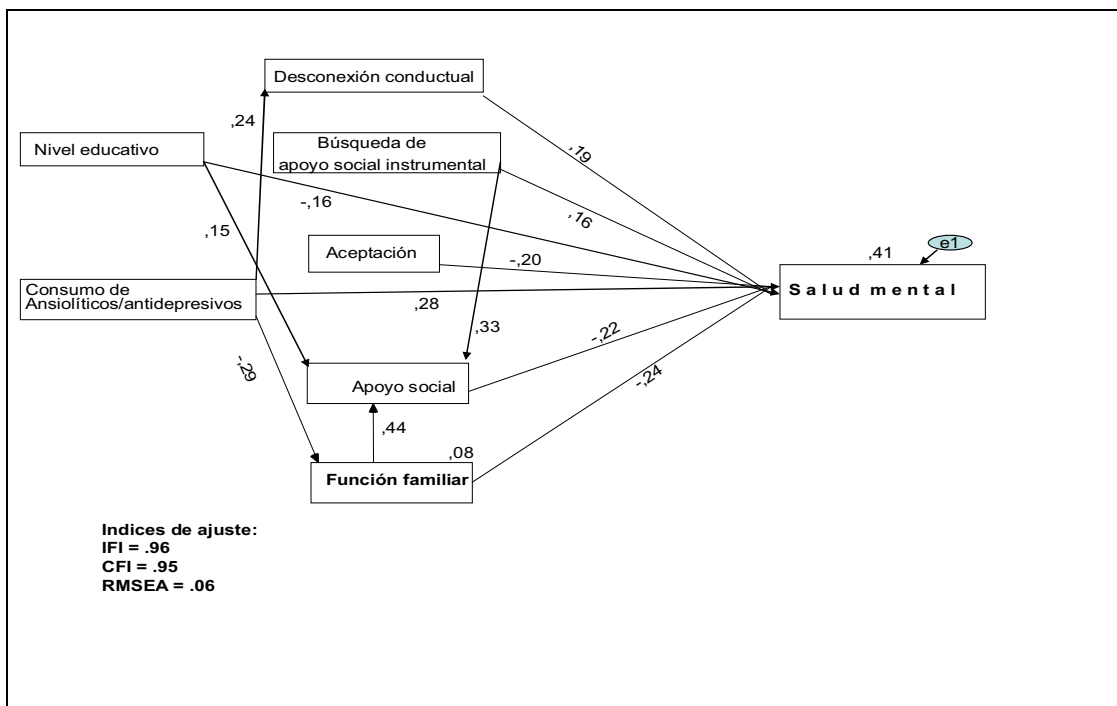 Desconexión conductual
,24
Nivel educativo
Búsqueda de
apoyo social instrumental
,19
-,16
,16
,15
Aceptación
-,20
,41
e1
Consumo de
Ansiolíticos/antidepresivos
,28
Salud mental
,33
-,22
-,29
Apoyo social
-,24
,44
,08
Función familiar
Indices de ajuste:
IFI = .96
CFI = .95
RMSEA = .06